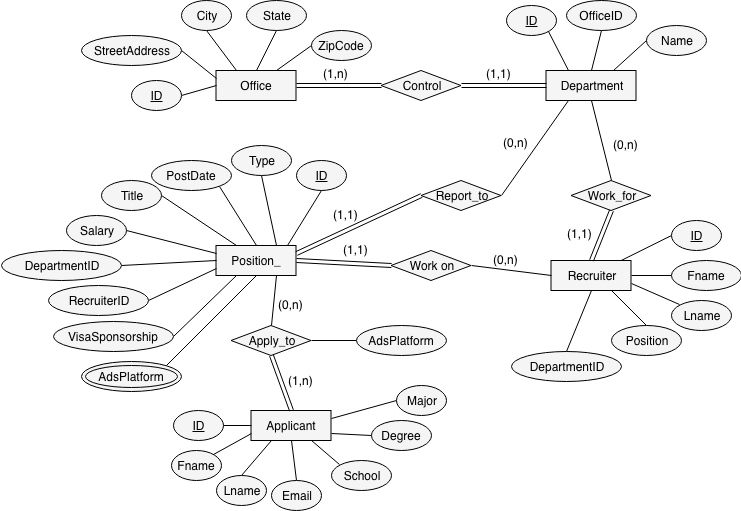 City
State
OfficeID
ID
StreetAddress
ZipCode
Name
(1,n)
(1,1)
Office
Control
Department
ID
(0,n)
(0,n)
Type
PostDate
ID
Title
Report_to
Work_for
(1,1)
Salary
(1,1)
ID
(1,1)
DepartmentID
Position_
Work on
(0,n)
Recruiter
Fname
RecruiterID
(0,n)
Lname
VisaSponsorship
Apply_to
AdsPlatform
Position
AdsPlatform
DepartmentID
(1,n)
Major
ID
Applicant
Degree
Fname
School
Lname
Email